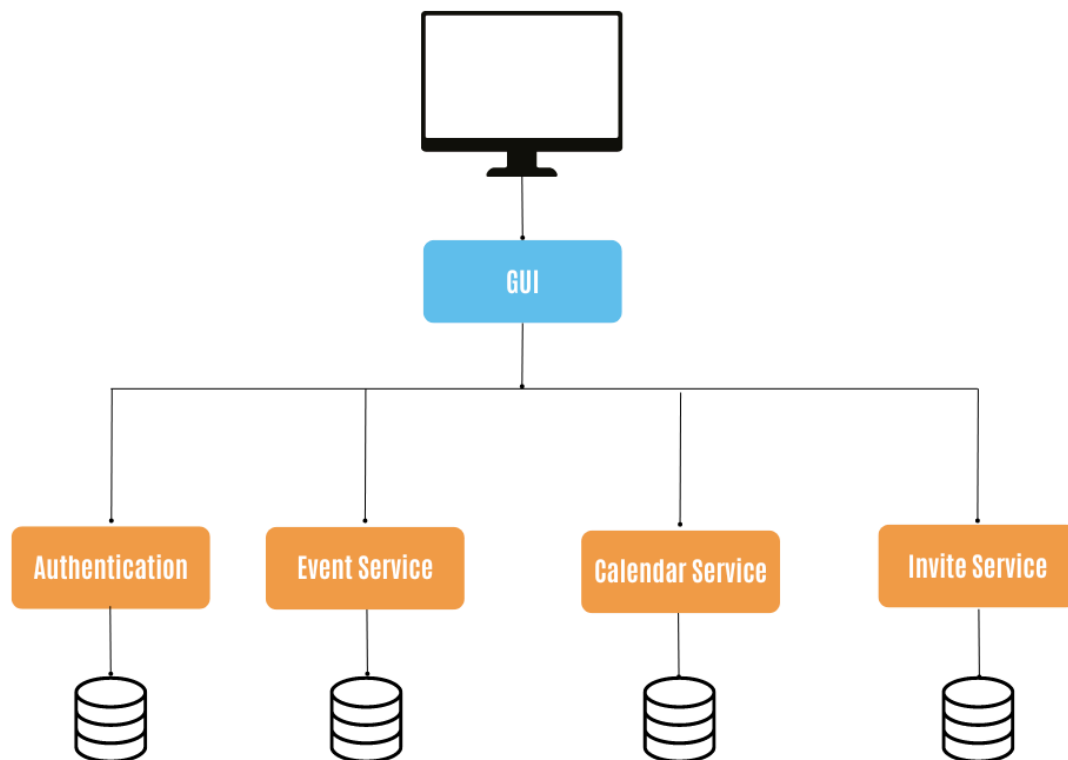 GUI
Authentication
Event Service
Calendar Service
Invite Service